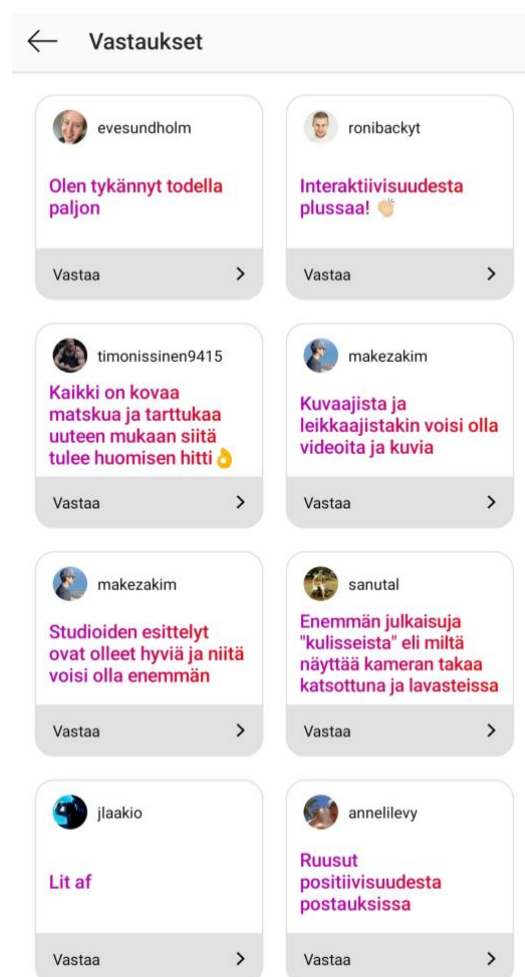 Vastaukset
evesundholm
Olen tykännyt todella
paljon
Vastaa
ronibackyt
Interaktiivisuudesta
plussaa! 👏🏻
Vastaa
timonissinen9415
Kaikki on kovaa
matskua ja tarttukaa
uuteen mukaan siitä
tulee huomisen hitti👌
Vastaa
makezakim
Kuvaajista ja
leikkaajistakin voisi olla
videoita ja kuvia
Vastaa
makezakim
Studioiden esittelyt
ovat olleet hyviä ja niitä
voisi olla enemmän
Vastaa
sanutal
Enemmän julkaisuja
"kulisseista" eli miltä
näyttää kameran takaa
katsottuna ja lavasteissa
Vastaa
jlaakio
Lit af
Vastaa
annelilevy
Ruusut
positiivisuudesta
postauksissa
Vastaa